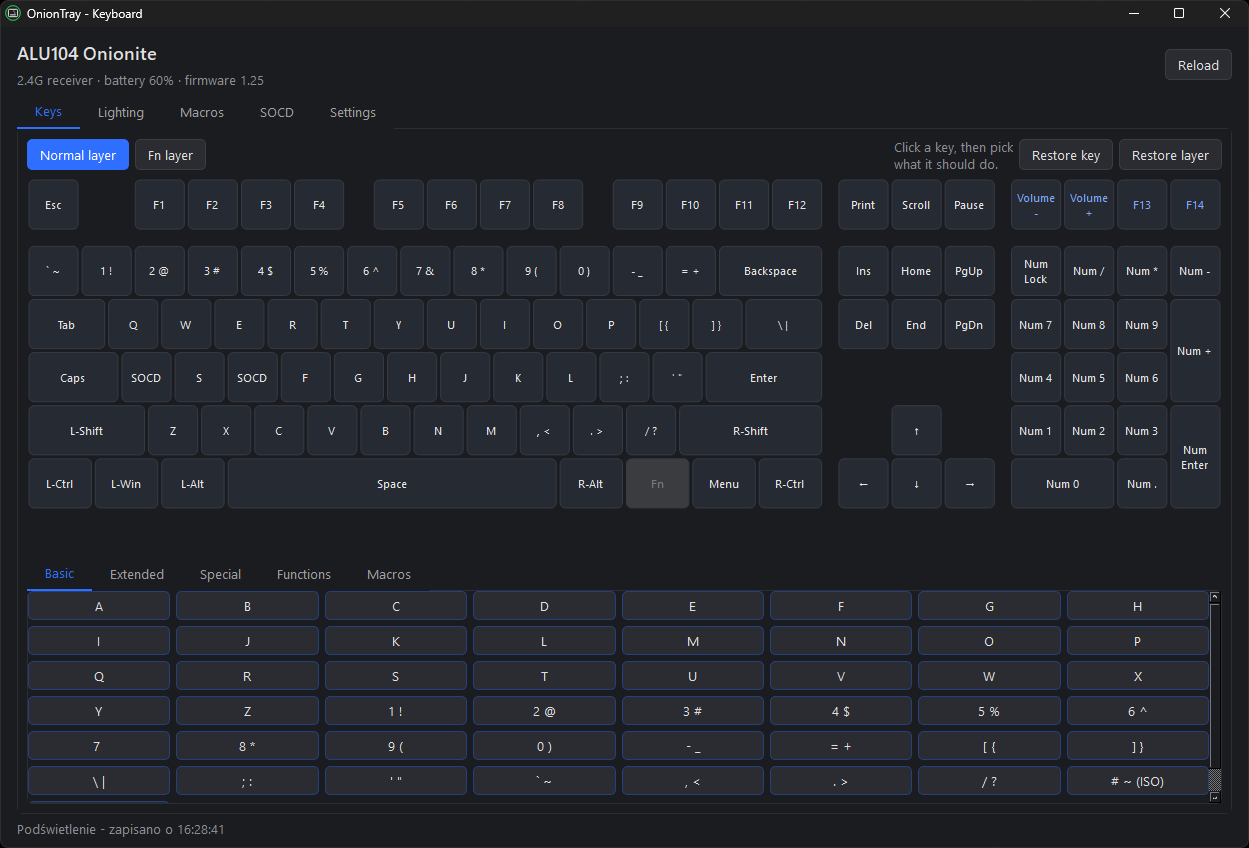 OnionTray - Keyboard
ALU104 Onionite
2.4G receiver · battery 60% · firmware 1.25
Reload
Keys Lighting Macros SOCD Settings
Normal layer Fn layer
Click a key, then pick
what it should do.
Restore key Restore layer
Esc F1 F2 F3 F4 F5 F6 F7 F8 F9 F10 F11 F12 Print Scroll Pause Volume - Volume + F13 F14
` ~ 1 ! 2 @ 3 # 4 $ 5 % 6 ^ 7 & 8 * 9 ( 0 ) - _ = + Backspace Ins Home PgUp Num Lock Num / Num * Num -
Tab Q W E R T Y U I O P [ { ] } \ | Del End PgDn Num 7 Num 8 Num 9 Num +
Caps SOCD S SOCD F G H J K L ; : ' " Enter Num 4 Num 5 Num 6
L-Shift Z X C V B N M , < . > / ? R-Shift ↑ Num 1 Num 2 Num 3 Num Enter
L-Ctrl L-Win L-Alt Space R-Alt Fn Menu R-Ctrl ← ↓ → Num 0 Num .
Basic Extended Special Functions Macros
A B C D E F G H
I J K L M N O P
Q R S T U V W X
Y Z 1 ! 2 @ 3 # 4 $ 5 % 6 ^
7 8 * 9 ( 0 ) - _ = + [ { ] }
\ | ; : ' " ` ~ , < . > / ? # ~ (ISO)
Podświetlenie - zapisano o 16:28:41